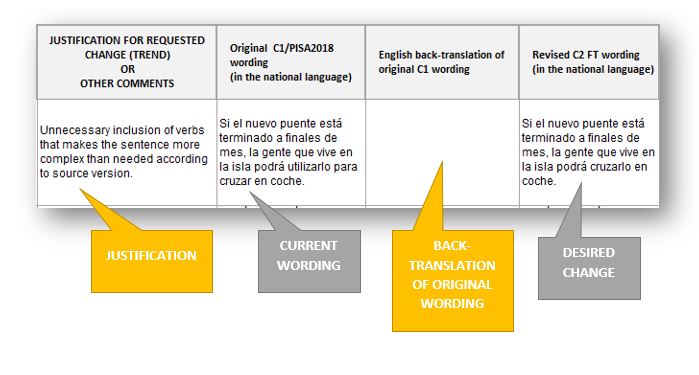 JUSTIFICATION FOR REQUESTED
CHANGE (TREND)
OR
OTHER COMMENTS
Original C1/PISA2018
wording
(in the national language)
English back-translation of
original C1 wording
Revised C2 FT wording
(in the national language)
Unnecessary inclusion of verbs
that makes the sentence more
complex than needed according
to source version.
Si el nuevo puente está
terminado a finales de
mes, la gente que vive en
la isla podrá utilizarlo para
cruzar en coche.
Si el nuevo puente está
terminado a finales de
mes, la gente que vive en
la isla podrá cruzarlo en
coche.
JUSTIFICATION
CURRENT
WORDING
BACK-
TRANSLATION
OF ORIGINAL
WORDING
DESIRED
CHANGE